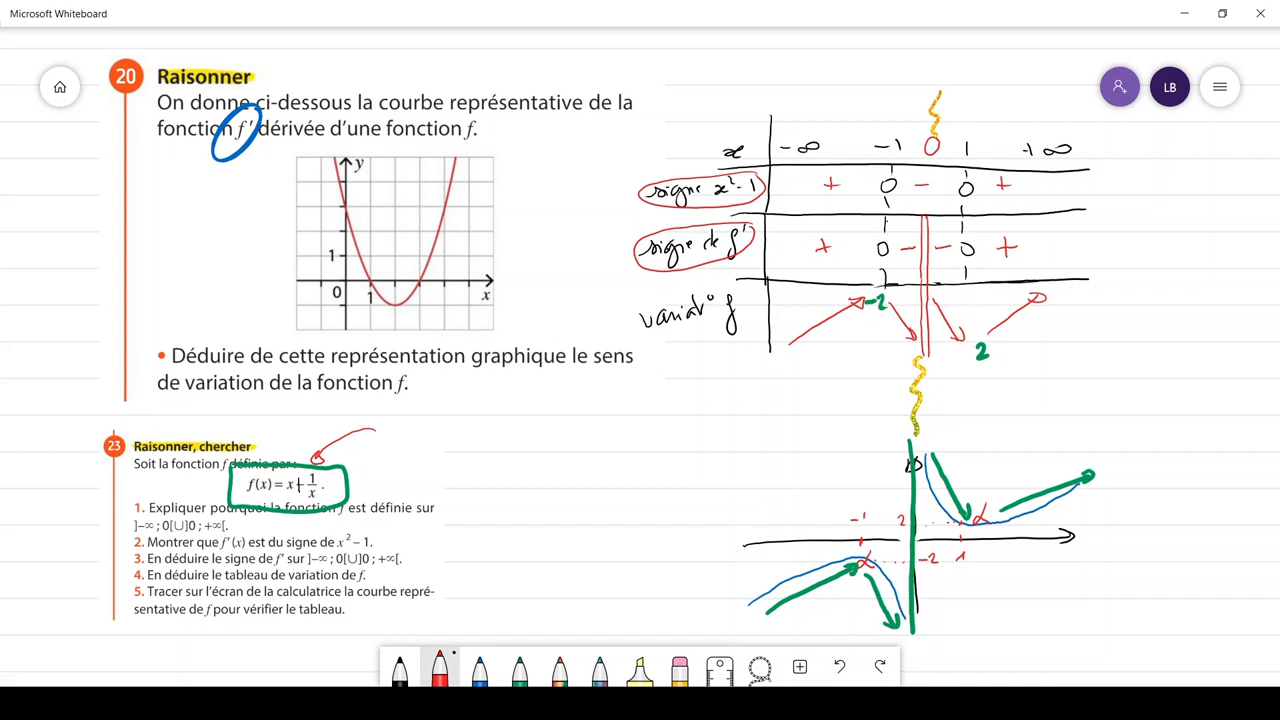 Microsoft Whiteboard
LB
20 Raisonner
On donne ci-dessous la courbe représentative de la
fonction f′ dérivée d'une fonction f.
y
1
0
1
x
• Déduire de cette représentation graphique le sens
de variation de la fonction f.
23 Raisonner, chercher
Soit la fonction f définie par :
f(x) = x + 1/x .
1. Expliquer pourquoi la fonction f est définie sur
]–∞ ; 0[∪]0 ; +∞[.
2. Montrer que f′(x) est du signe de x² – 1.
3. En déduire le signe de f′ sur ]–∞ ; 0[∪]0 ; +∞[.
4. En déduire le tableau de variation de f.
5. Tracer sur l'écran de la calculatrice la courbe repré-
sentative de f pour vérifier le tableau.
x -∞ -1 0 1 +∞
signe x²-1 + 0 - 0 +
signe de f' + 0 - - 0 +
variat° f -2 2
-1 2
-2 1